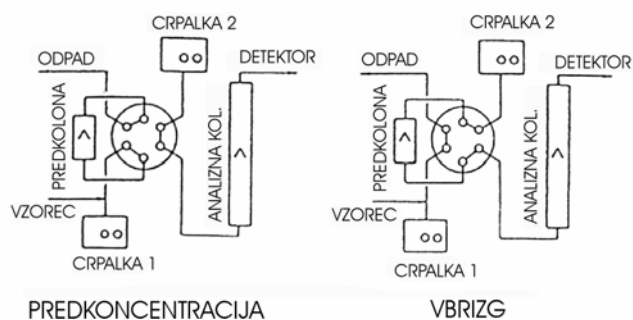 CRPALKA 2
ODPAD
DETEKTOR
PREDKOLONA
ANALIZNA KOL.
VZOREC
CRPALKA 1
PREDKONCENTRACIJA
CRPALKA 2
ODPAD
DETEKTOR
PREDKOLONA
ANALIZNA KOL.
VZOREC
CRPALKA 1
VBRIZG